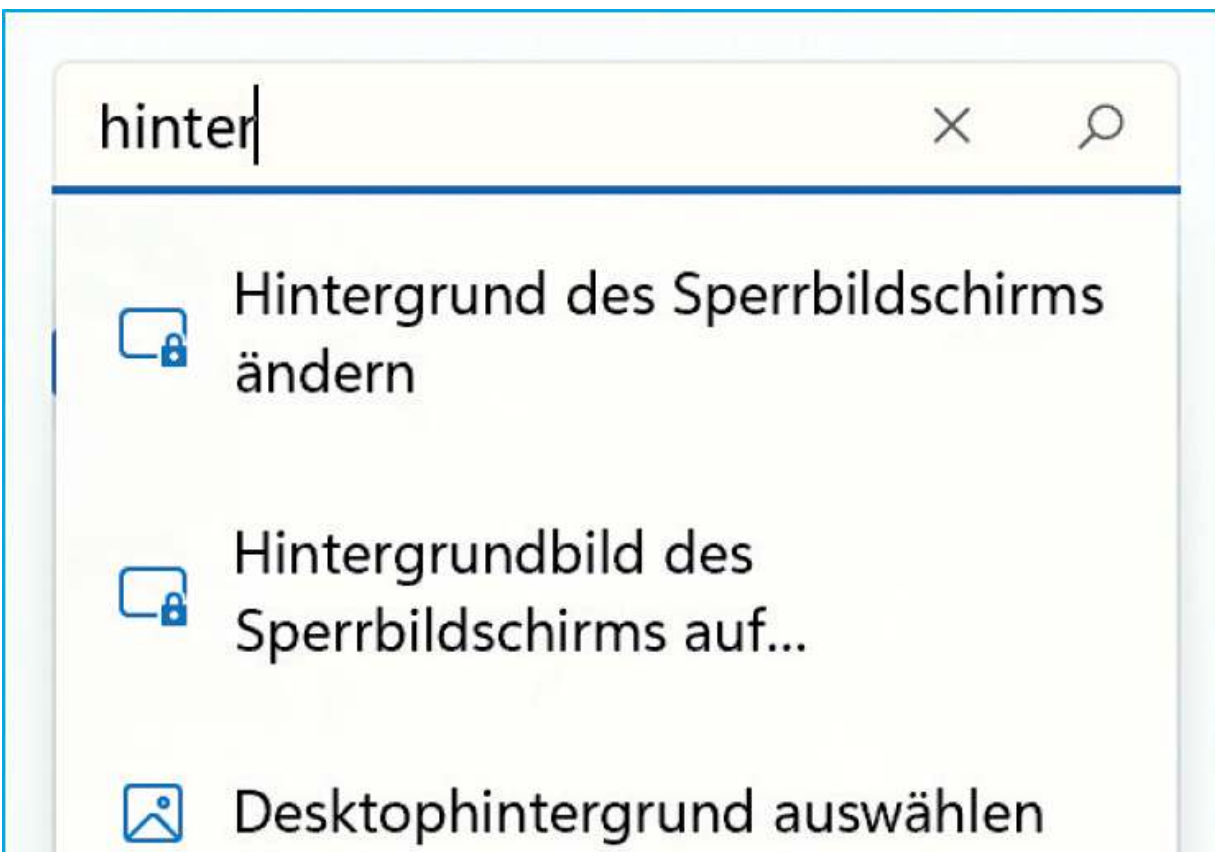 hinter
Hintergrund des Sperrbildschirms
ändern
Hintergrundbild des
Sperrbildschirms auf...
Desktophintergrund auswählen